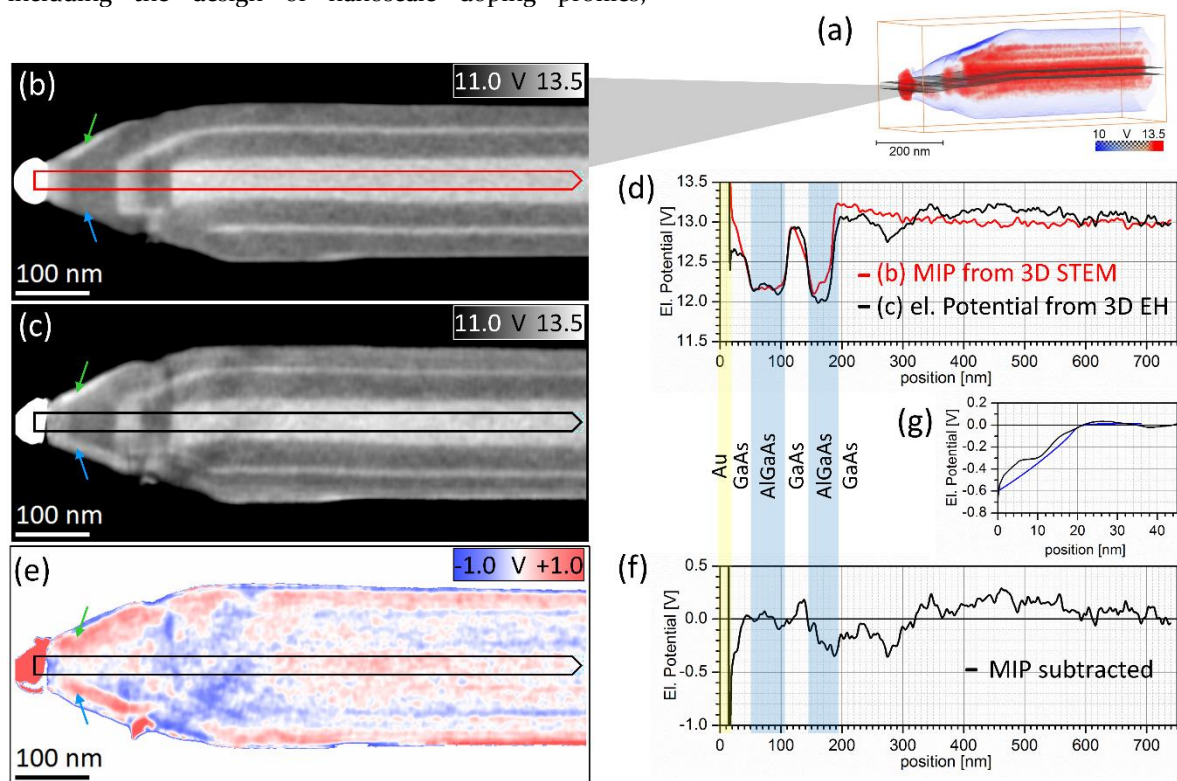 including the design of nanoscale doping profiles,
(a)
200 nm
10 V 13.5
(b)
11.0 V 13.5
100 nm
(c)
11.0 V 13.5
100 nm
(d)
13.5
13.0
12.5
12.0
11.5
El. Potential [V]
(b) MIP from 3D STEM
(c) el. Potential from 3D EH
0 100 200 300 400 500 600 700
position [nm]
Au
GaAs
AlGaAs
GaAs
AlGaAs
GaAs
(g)
0.2
0.0
-0.2
-0.4
-0.6
-0.8
El. Potential [V]
0 10 20 30 40
position [nm]
(e)
-1.0 V +1.0
100 nm
(f)
0.5
0.0
-0.5
-1.0
El. Potential [V]
MIP subtracted
0 100 200 300 400 500 600 700
position [nm]